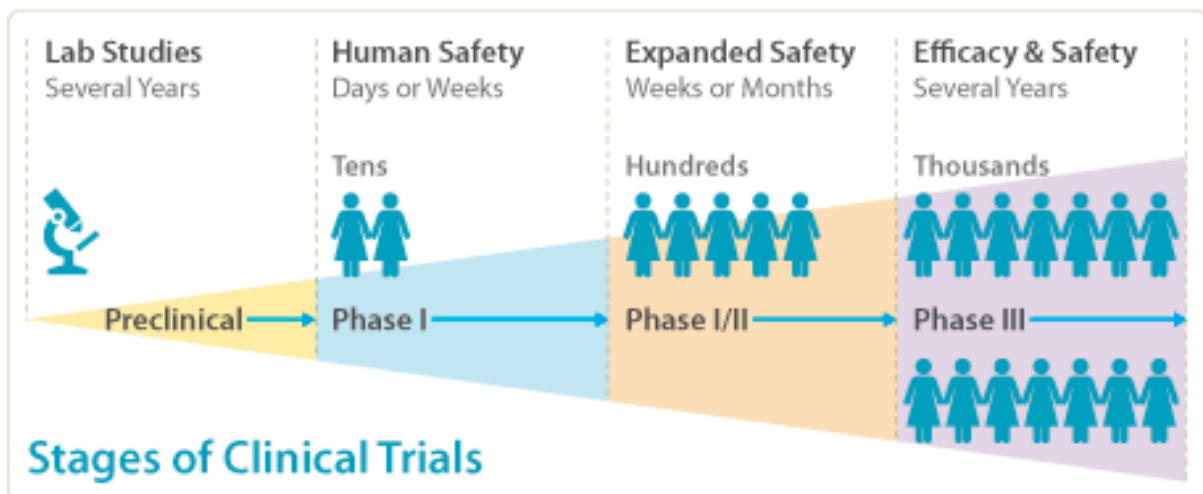 Lab Studies
Several Years
Human Safety
Days or Weeks
Expanded Safety
Weeks or Months
Efficacy & Safety
Several Years
Tens
Hundreds
Thousands
Preclinical
Phase I
Phase I/II
Phase III
Stages of Clinical Trials